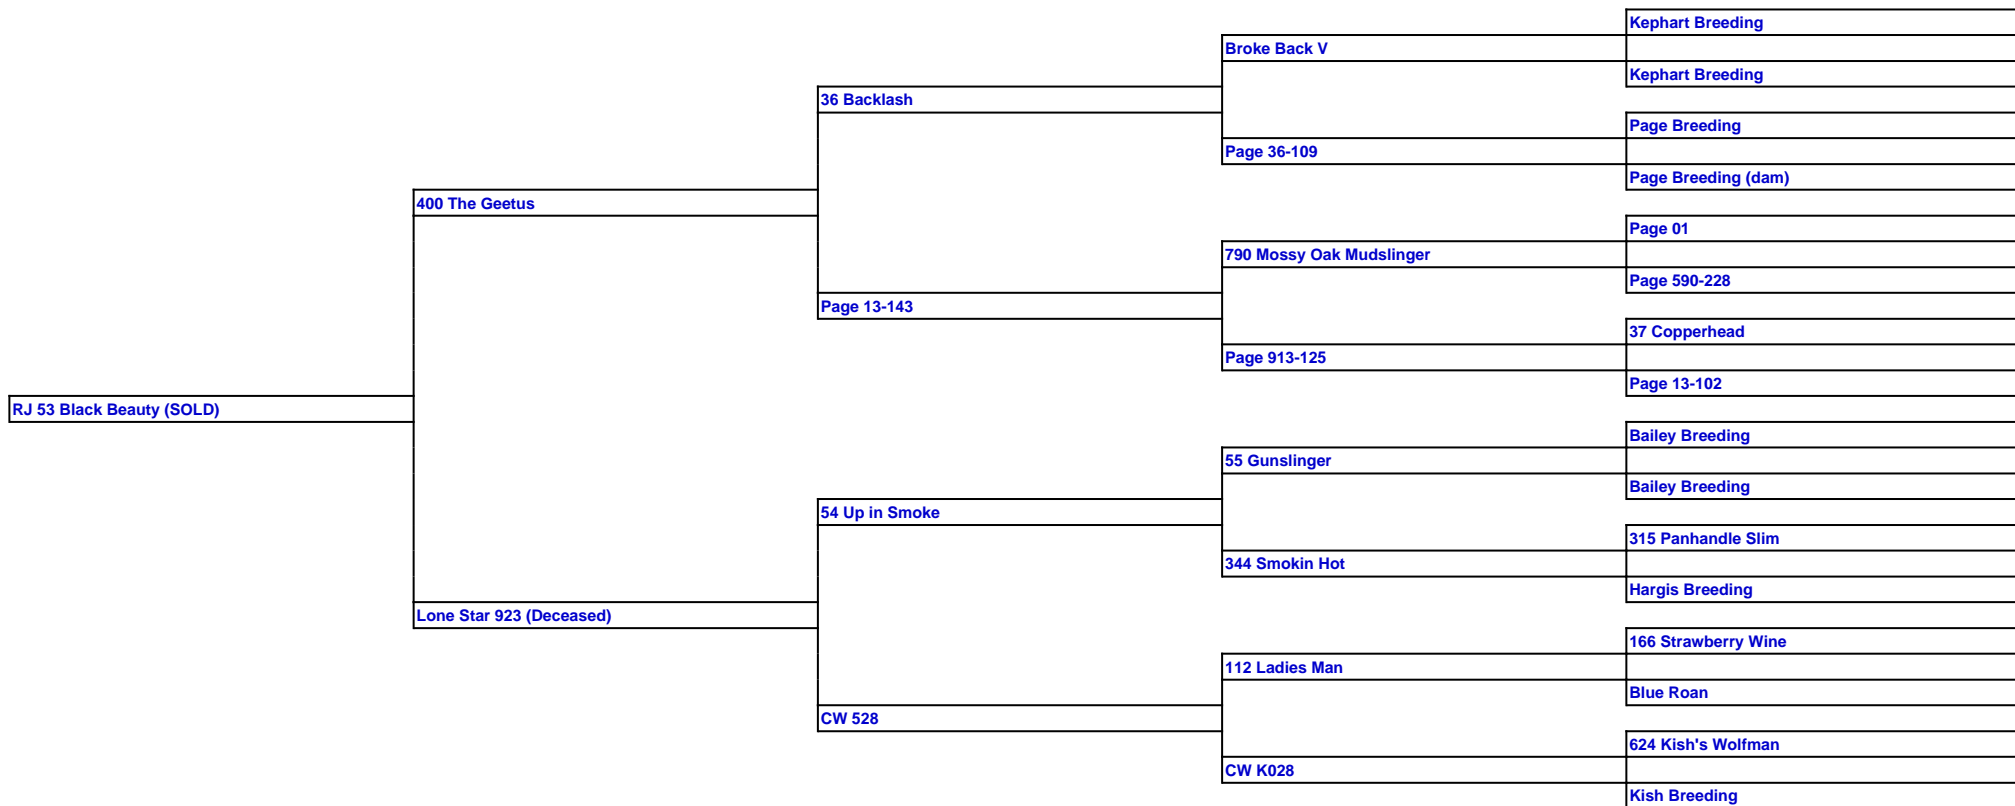 Kephart Breeding
Broke Back V
Kephart Breeding
36 Backlash
Page Breeding
Page 36-109
Page Breeding (dam)
400 The Geetus
Page 01
790 Mossy Oak Mudslinger
Page 590-228
Page 13-143
37 Copperhead
Page 913-125
Page 13-102
RJ 53 Black Beauty (SOLD)
Bailey Breeding
55 Gunslinger
Bailey Breeding
54 Up in Smoke
315 Panhandle Slim
344 Smokin Hot
Hargis Breeding
Lone Star 923 (Deceased)
166 Strawberry Wine
112 Ladies Man
Blue Roan
CW 528
624 Kish's Wolfman
CW K028
Kish Breeding